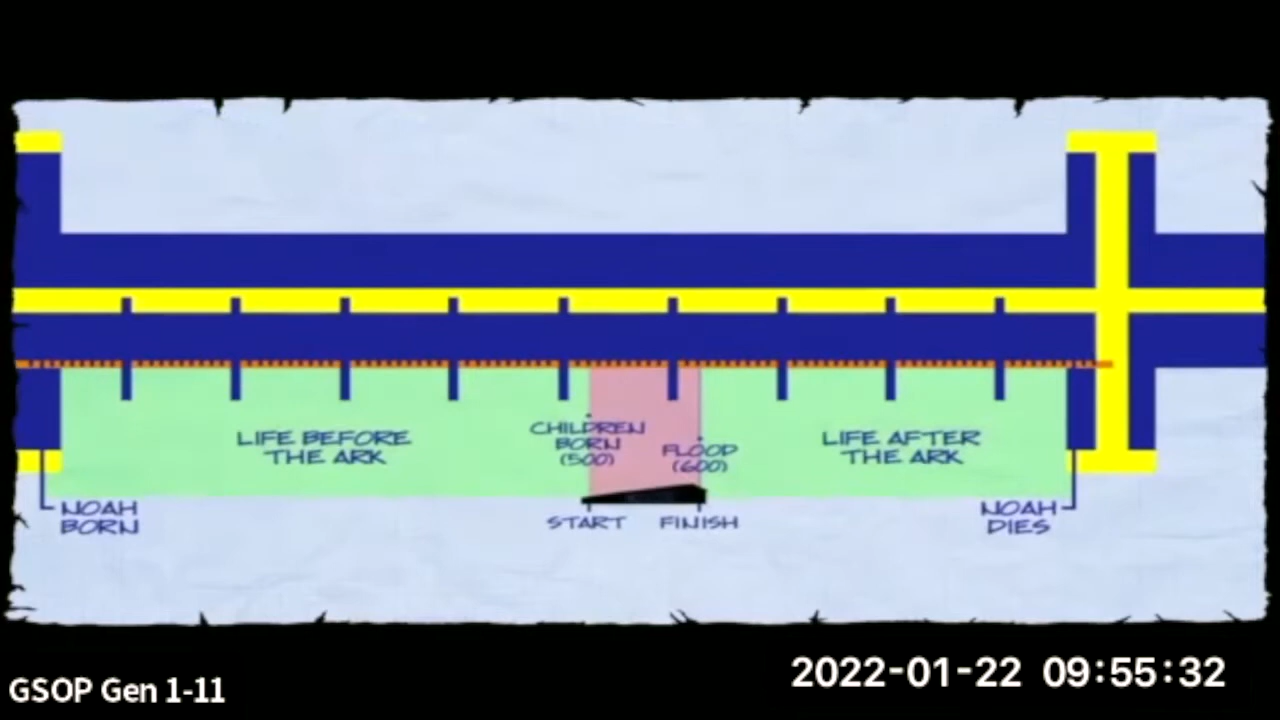 LIFE BEFORE
THE ARK
CHILDREN
BORN
(500)
FLOOD
(600)
LIFE AFTER
THE ARK
NOAH
BORN
START
FINISH
NOAH
DIES
2022-01-22 09:55:32
GSOP Gen 1-11